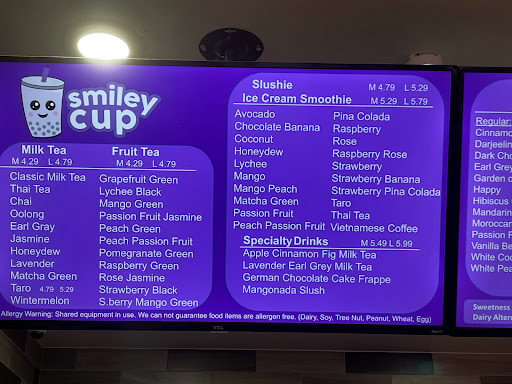 smiley
cup
Milk Tea
M 4.29 L 4.79
Classic Milk Tea
Thai Tea
Chai
Oolong
Earl Gray
Jasmine
Honeydew
Lavender
Matcha Green
Taro 4.79 5.29
Wintermelon
Fruit Tea
M 4.29 L 4.79
Grapefruit Green
Lychee Black
Mango Green
Passion Fruit Jasmine
Peach Green
Peach Passion Fruit
Pomegranate Green
Raspberry Green
Rose Jasmine
Strawberry Black
S.berry Mango Green
Slushie M 4.79 L 5.29
Ice Cream Smoothie M 5.29 L 5.79
Avocado
Chocolate Banana
Coconut
Honeydew
Lychee
Mango
Mango Peach
Matcha Green
Passion Fruit
Peach Passion Fruit
Pina Colada
Raspberry
Rose
Raspberry Rose
Strawberry
Strawberry Banana
Strawberry Pina Colada
Taro
Thai Tea
Vietnamese Coffee
Specialty Drinks M 5.49 L 5.99
Apple Cinnamon Fig Milk Tea
Lavender Earl Grey Milk Tea
German Chocolate Cake Frappe
Mangonada Slush
Allergy Warning: Shared equipment in use. We can not guarantee food items are allergen free. (Dairy, Soy, Tree Nut, Peanut, Wheat, Egg)
TCL
Regular:
Cinnamo
Darjeelin
Dark Cho
Earl Grey
Garden o
Happy
Hibiscus
Mandarin
Moroccan
Passion F
Vanilla Be
White Coc
White Pea
Sweetness
Dairy Altern